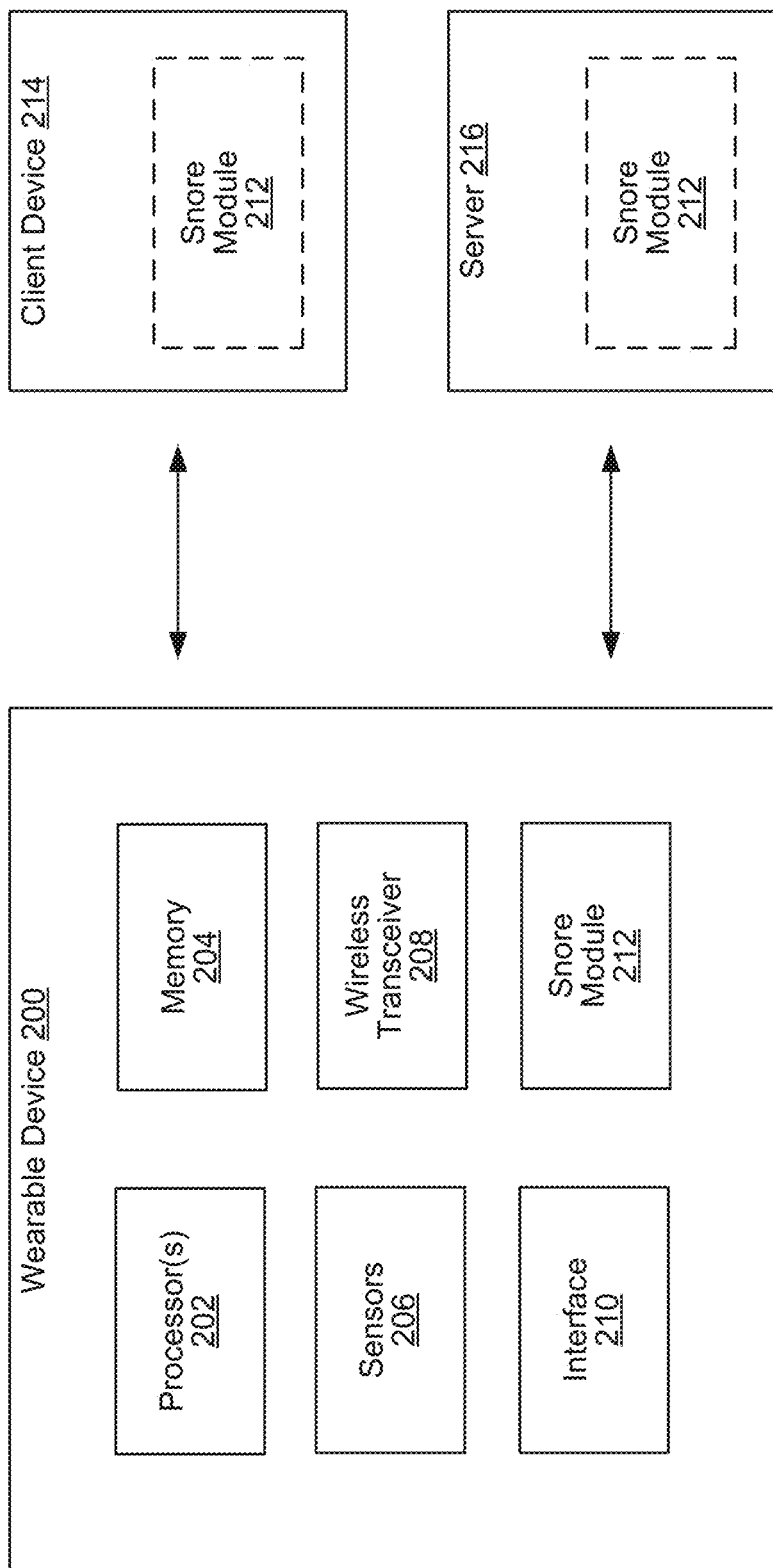 Wearable Device 200
Processor(s)
202
Memory
204
Sensors
206
Wireless
Transceiver
208
Interface
210
Snore
Module
212
Client Device 214
Snore
Module
212
Server 216
Snore
Module
212